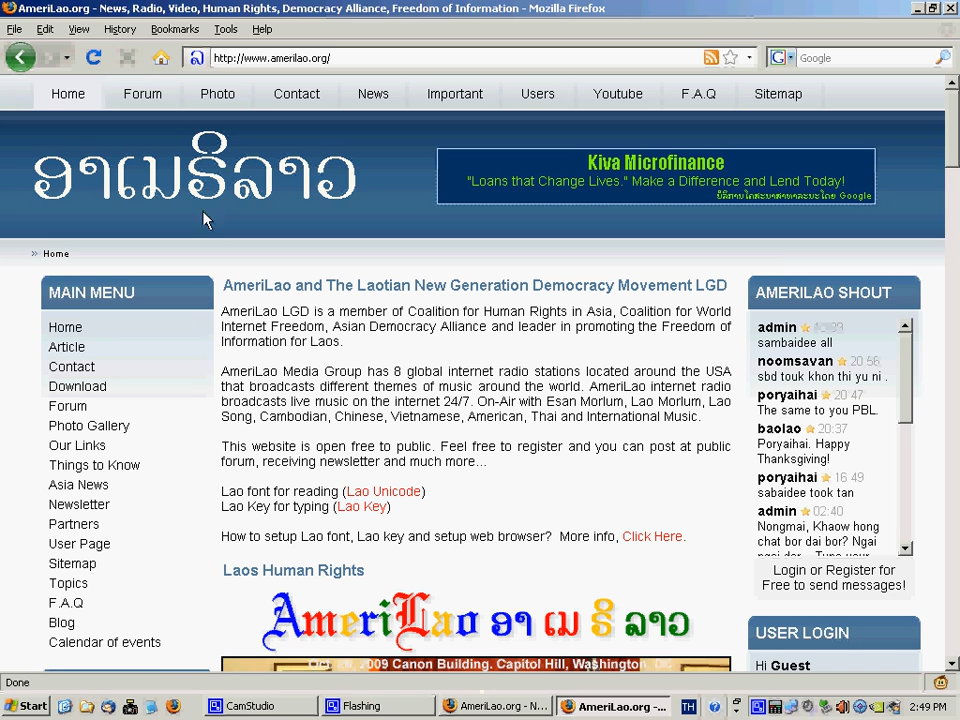 AmeriLao.org - News, Radio, Video, Human Rights, Democracy Alliance, Freedom of Information - Mozilla Firefox
File Edit View History Bookmarks Tools Help
http://www.amerilao.org/
Google
Home Forum Photo Contact News Important Users Youtube F.A.Q Sitemap
ອາເມຣິລາວ
Kiva Microfinance
"Loans that Change Lives." Make a Difference and Lend Today!
ບໍລິການໂຄສະນາສາທາລະນະໂດຍ Google
» Home
MAIN MENU
Home
Article
Contact
Download
Forum
Photo Gallery
Our Links
Things to Know
Asia News
Newsletter
Partners
User Page
Sitemap
Topics
F.A.Q
Blog
Calendar of events
AmeriLao and The Laotian New Generation Democracy Movement LGD
AmeriLao LGD is a member of Coalition for Human Rights in Asia, Coalition for World
Internet Freedom, Asian Democracy Alliance and leader in promoting the Freedom of
Information for Laos.
AmeriLao Media Group has 8 global internet radio stations located around the USA
that broadcasts different themes of music around the world. AmeriLao internet radio
broadcasts live music on the internet 24/7. On-Air with Esan Morlum, Lao Morlum, Lao
Song, Cambodian, Chinese, Vietnamese, American, Thai and International Music.
This website is open free to public. Feel free to register and you can post at public
forum, receiving newsletter and much more...
Lao font for reading (Lao Unicode)
Lao Key for typing (Lao Key)
How to setup Lao font, Lao key and setup web browser? More info, Click Here.
Laos Human Rights
AmeriLao ອາ ເມ ຣິ ລາວ
2009 Canon Building. Capitol Hill, Washington
AMERILAO SHOUT
admin
sambaidee all
noomsavan 20:56
sbd touk khon thi yu ni .
poryaihai 20:47
The same to you PBL.
baolao 20:37
Poryaihai. Happy
Thanksgiving!
poryaihai 16:49
sabaidee took tan
admin 02:40
Nongmai, Khaow hong
chat bor dai bor? Ngai
Login or Register for
Free to send messages!
USER LOGIN
Hi Guest
Done
Start CamStudio Flashing AmeriLao.org - N... AmeriLao.org -... TH 2:49 PM